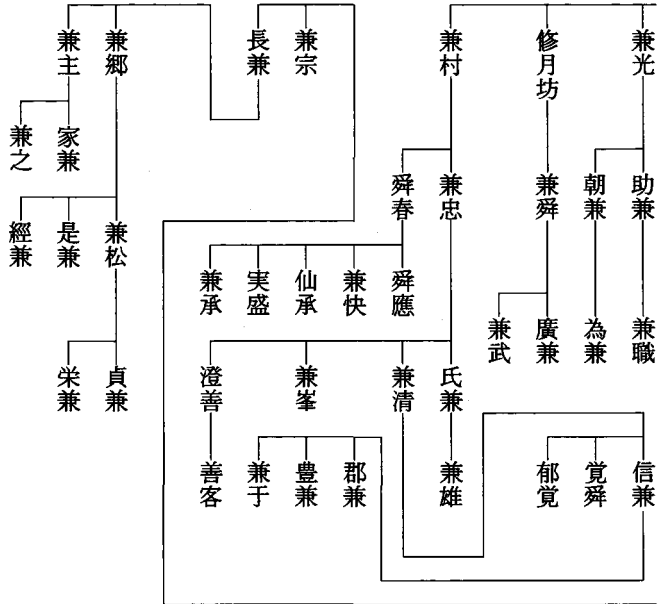 兼光
修月坊
兼村
兼宗
長兼
兼郷
兼主
家兼
兼之
助兼
朝兼
兼舜
兼忠
舜春
兼松
是兼
經兼
舜應
兼快
仙承
実盛
兼承
兼職
為兼
廣兼
兼武
氏兼
兼清
兼峯
澄善
貞兼
栄兼
信兼
覚舜
郁覚
兼雄
郡兼
豊兼
兼于
善客